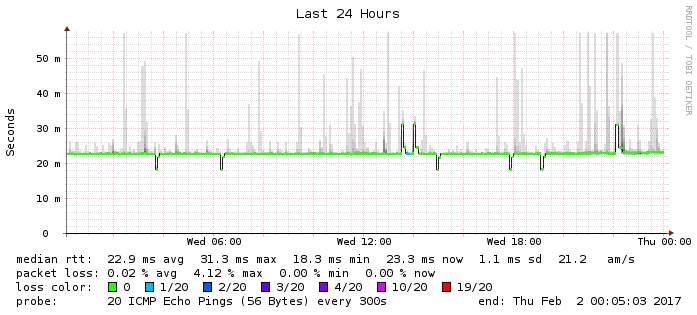 Last 24 Hours
RRDTOOL / TOBI OETIKER
Seconds
50 m
40 m
30 m
20 m
10 m
0
Wed 06:00 Wed 12:00 Wed 18:00 Thu 00:00
median rtt: 22.9 ms avg 31.3 ms max 18.3 ms min 23.3 ms now 1.1 ms sd 21.2 am/s
packet loss: 0.02 % avg 4.12 % max 0.00 % min 0.00 % now
loss color: 0 1/20 2/20 3/20 4/20 10/20 19/20
probe: 20 ICMP Echo Pings (56 Bytes) every 300s end: Thu Feb 2 00:05:03 2017